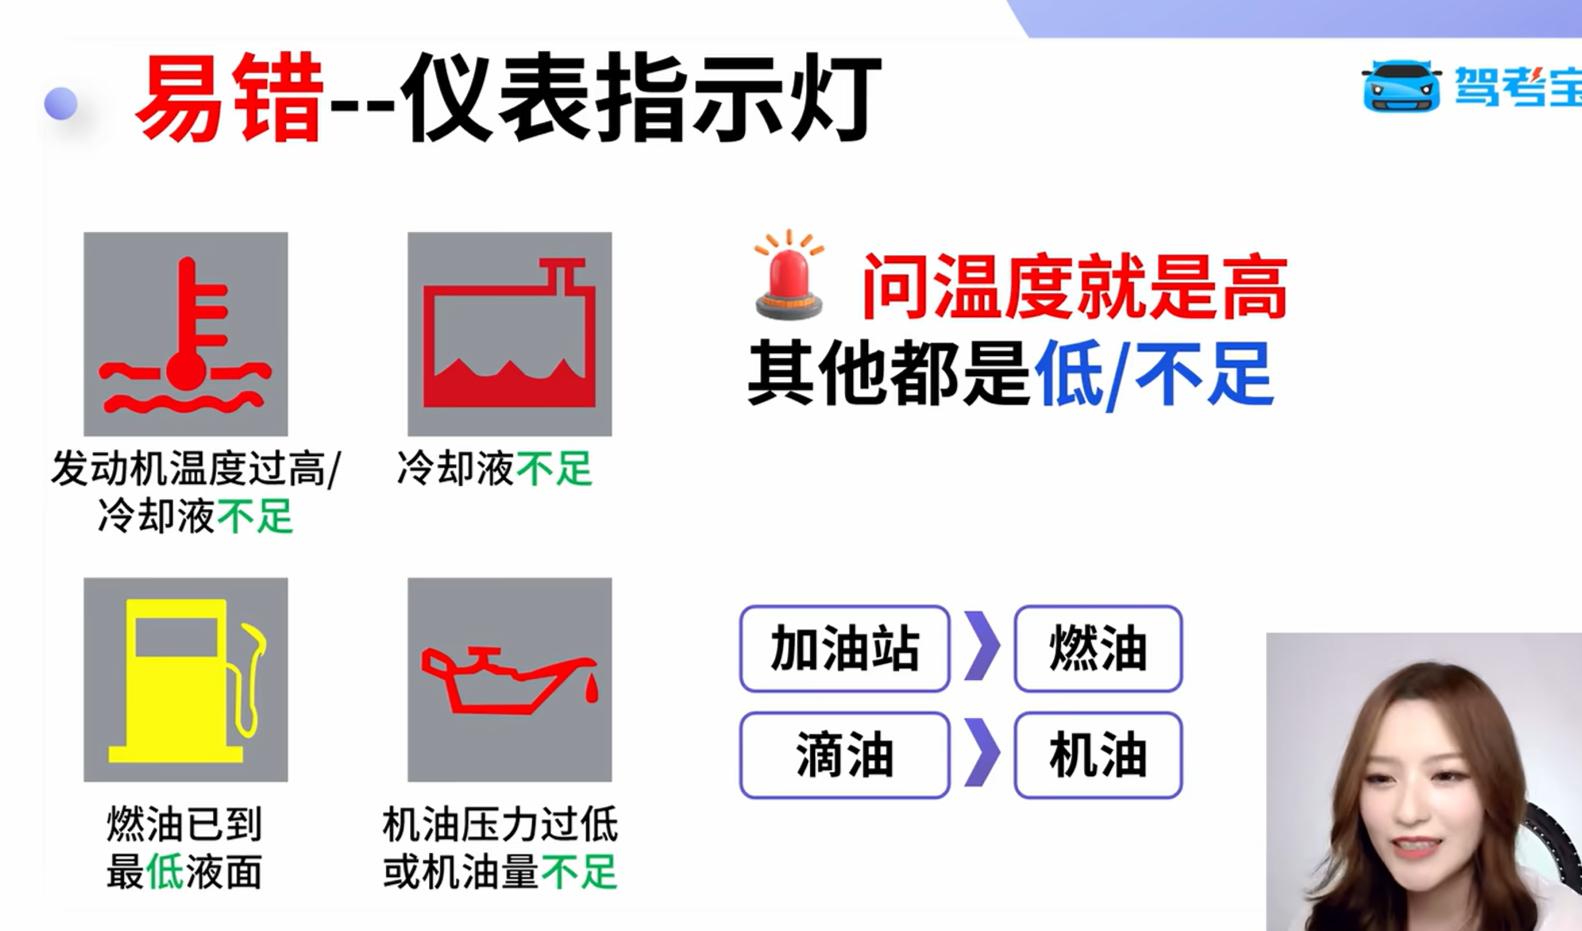 易错--仪表指示灯
驾考宝
问温度就是高
其他都是低/不足
发动机温度过高/
冷却液不足
冷却液不足
燃油已到
最低液面
机油压力过低
或机油量不足
加油站
燃油
滴油
机油